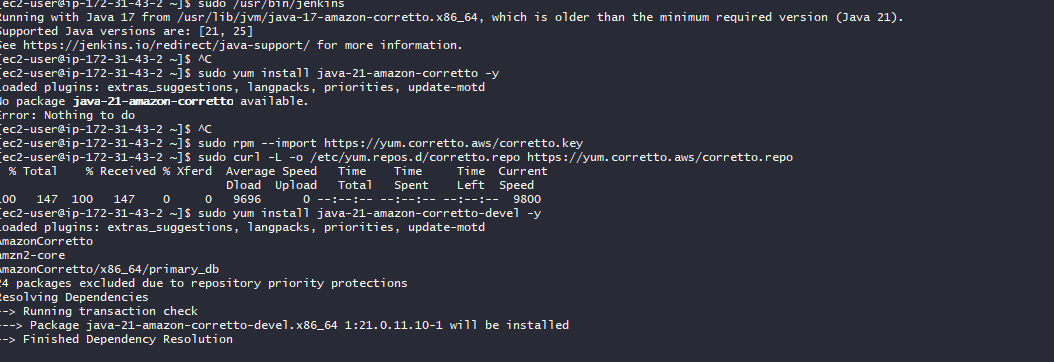 [ec2-user@ip-172-31-43-2 ~]$ sudo /usr/bin/jenkins
Running with Java 17 from /usr/lib/jvm/java-17-amazon-corretto.x86_64, which is older than the minimum required version (Java 21).
Supported Java versions are: [21, 25]
See https://jenkins.io/redirect/java-support/ for more information.
[ec2-user@ip-172-31-43-2 ~]$ ^C
[ec2-user@ip-172-31-43-2 ~]$ sudo yum install java-21-amazon-corretto -y
Loaded plugins: extras_suggestions, langpacks, priorities, update-motd
No package java-21-amazon-corretto available.
Error: Nothing to do
[ec2-user@ip-172-31-43-2 ~]$ ^C
[ec2-user@ip-172-31-43-2 ~]$ sudo rpm --import https://yum.corretto.aws/corretto.key
[ec2-user@ip-172-31-43-2 ~]$ sudo curl -L -o /etc/yum.repos.d/corretto.repo https://yum.corretto.aws/corretto.repo
% Total % Received % Xferd Average Speed Time Time Time Current
Dload Upload Total Spent Left Speed
100 147 100 147 0 0 9696 0 --:--:-- --:--:-- --:--:-- 9800
[ec2-user@ip-172-31-43-2 ~]$ sudo yum install java-21-amazon-corretto-devel -y
Loaded plugins: extras_suggestions, langpacks, priorities, update-motd
AmazonCorretto
amzn2-core
AmazonCorretto/x86_64/primary_db
24 packages excluded due to repository priority protections
Resolving Dependencies
--> Running transaction check
---> Package java-21-amazon-corretto-devel.x86_64 1:21.0.11.10-1 will be installed
--> Finished Dependency Resolution